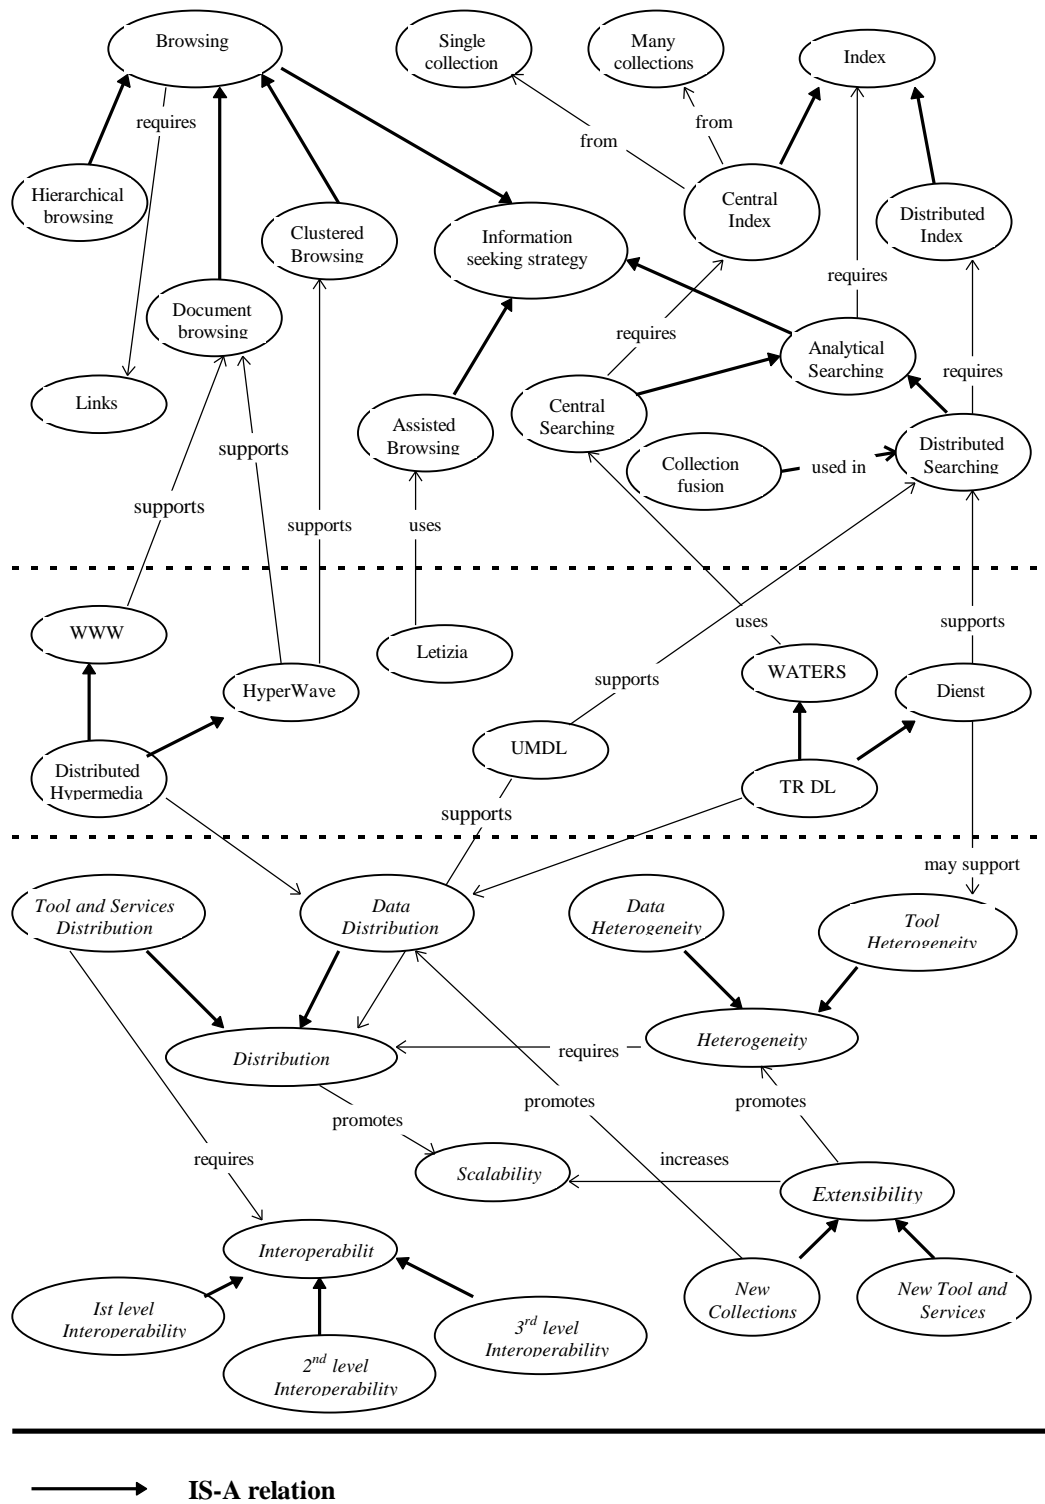 Browsing
Single
collection
Many
collections
Index
requires
from
from
Hierarchical
browsing
Central
Index
Distributed
Index
Clustered
Browsing
Information
seeking strategy
requires
Document
browsing
requires
Analytical
Searching
requires
Links
Central
Searching
Assisted
Browsing
Distributed
Searching
supports
Collection
fusion
used in
supports
supports
uses
WWW
uses
supports
Letizia
supports
WATERS
HyperWave
Dienst
UMDL
Distributed
Hypermedia
TR DL
supports
may support
Tool and Services
Distribution
Data
Distribution
Data
Heterogeneity
Tool
Heterogeneity
Distribution
requires
Heterogeneity
promotes
promotes
promotes
requires
Scalability
increases
Extensibility
Interoperabilit
New
Collections
New Tool and
Services
Ist level
Interoperability
3rd level
Interoperability
2nd level
Interoperability
IS-A relation